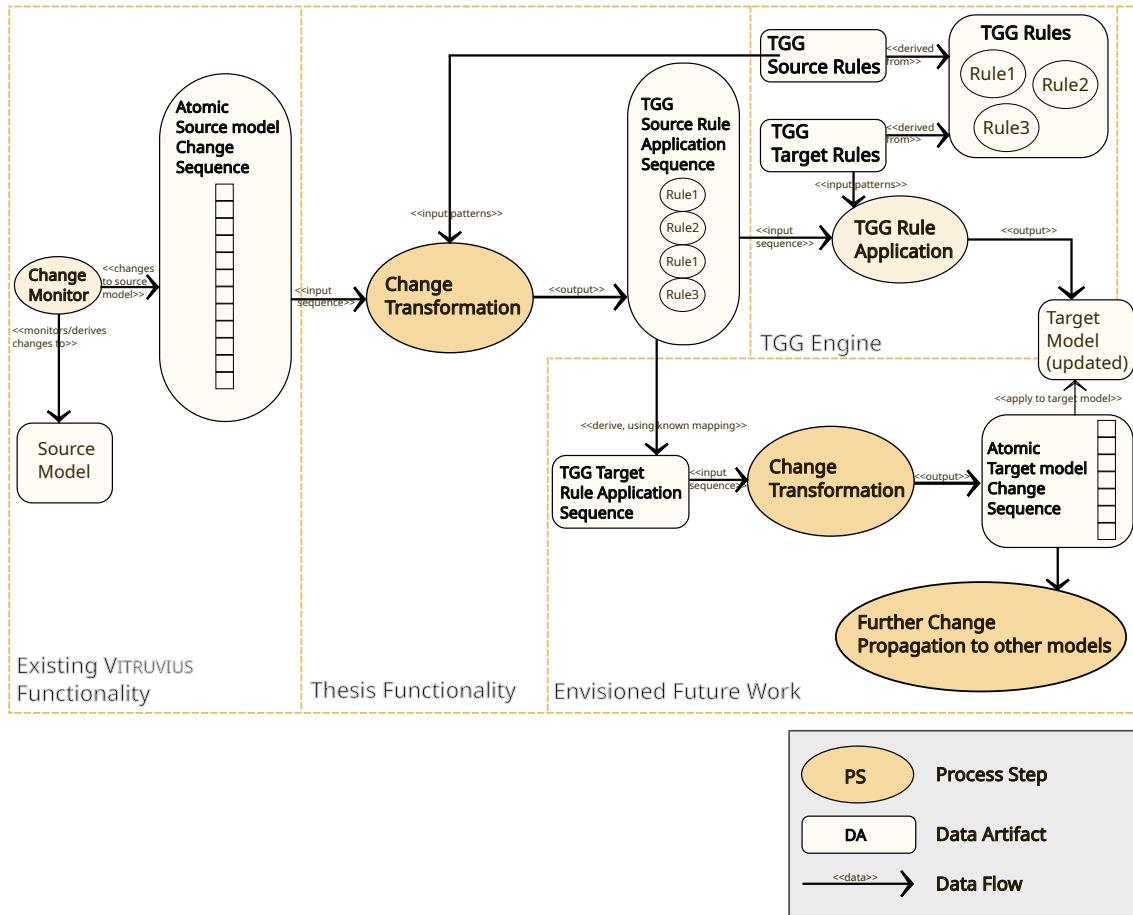 Change
Monitor
<<changes
to source
model>>
<<monitors/derives
changes to>>
Source
Model
Atomic
Source model
Change
Sequence
Existing VITRUVIUS
Functionality
<<input
sequence>>
<<input patterns>>
Change
Transformation
<<output>>
Thesis Functionality
TGG
Source Rule
Application
Sequence
Rule1
Rule2
Rule1
Rule3
TGG
Source Rules
<<derived
from>>
TGG Rules
Rule1
Rule2
Rule3
TGG
Target Rules
<<derived
from>>
<<input patterns>>
<<input
sequence>>
TGG Rule
Application
<<output>>
TGG Engine
Target
Model
(updated)
<<apply to target model>>
<<derive, using known mapping>>
TGG Target
Rule Application
Sequence
<<input
sequence>>
Change
Transformation
<<output>>
Atomic
Target model
Change
Sequence
Further Change
Propagation to other models
Envisioned Future Work
PS
Process Step
DA
Data Artifact
<<data>>
Data Flow